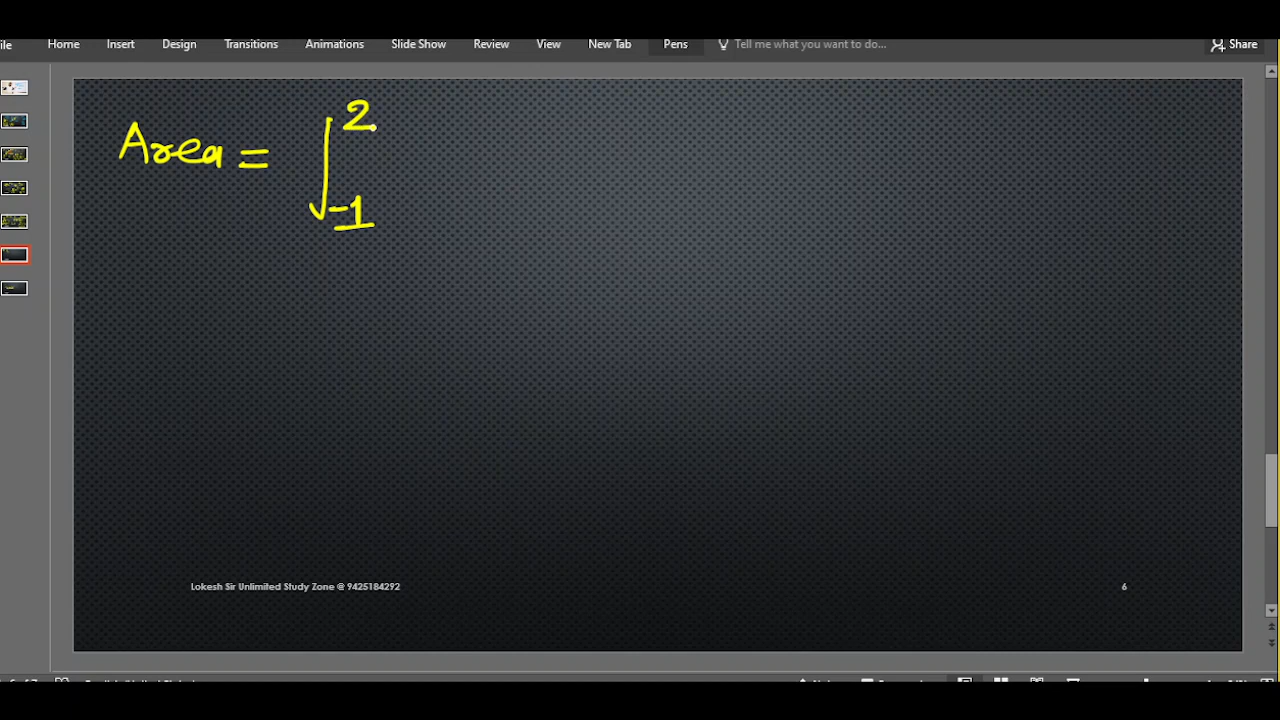 ile Home Insert Design Transitions Animations Slide Show Review View New Tab Pens Tell me what you want to do... Share
2
Area = ∫
-1
Lokesh Sir Unlimited Study Zone @ 9425184292 6